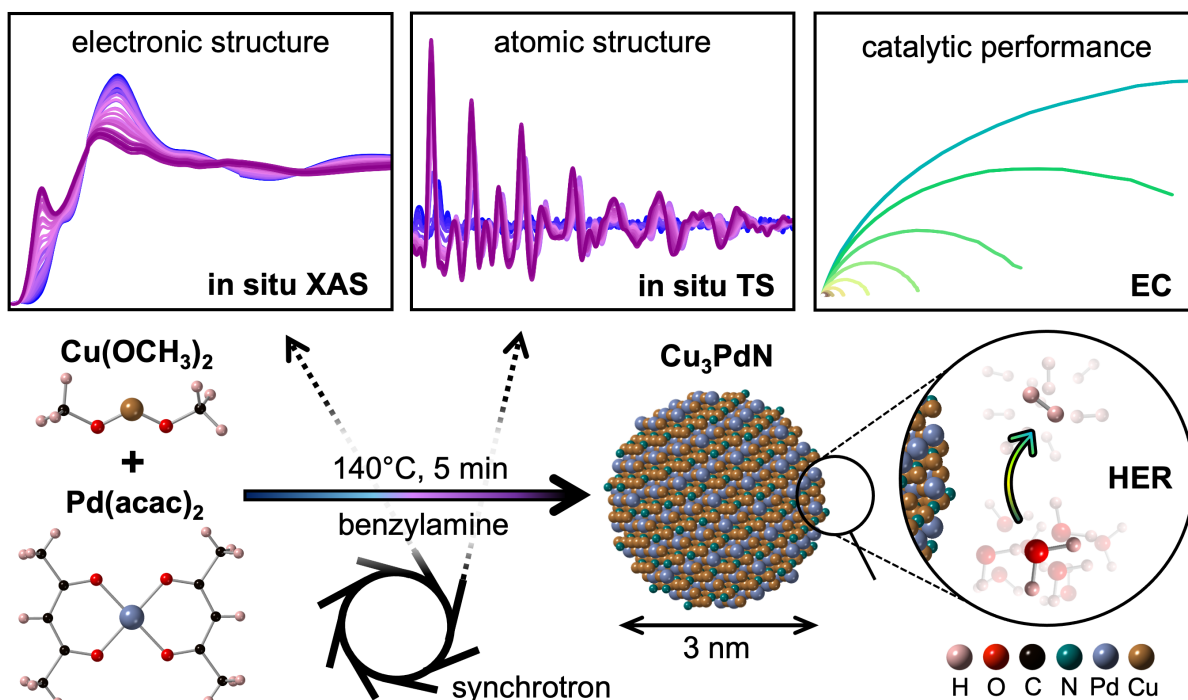 electronic structure
in situ XAS
atomic structure
in situ TS
catalytic performance
EC
Cu(OCH₃)₂
+
Pd(acac)₂
140°C, 5 min
benzylamine
synchrotron
Cu₃PdN
3 nm
HER
H O C N Pd Cu